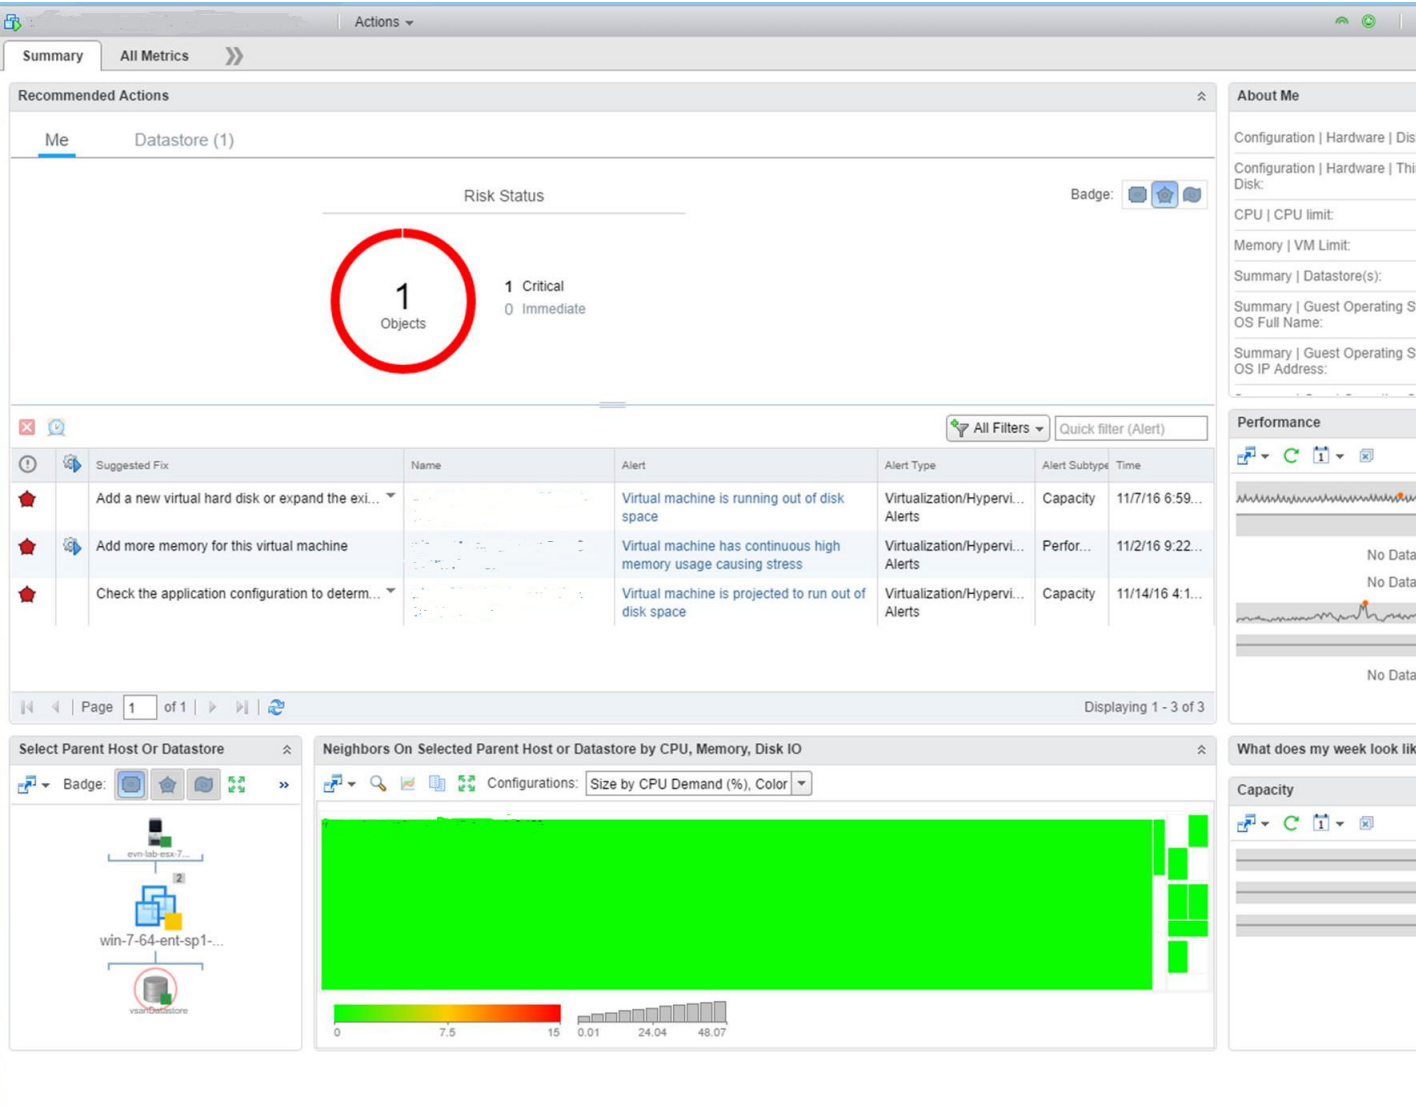 Actions
Summary
All Metrics
Recommended Actions
Me
Datastore (1)
Risk Status
Badge:
1
Objects
1 Critical
0 Immediate
All Filters
Quick filter (Alert)
Suggested Fix
Name
Alert
Alert Type
Alert Subtype
Time
Add a new virtual hard disk or expand the exi...
Virtual machine is running out of disk
space
Virtualization/Hypervi...
Alerts
Capacity
11/7/16 6:59...
Add more memory for this virtual machine
Virtual machine has continuous high
memory usage causing stress
Virtualization/Hypervi...
Alerts
Perfor...
11/2/16 9:22...
Check the application configuration to determ...
Virtual machine is projected to run out of
disk space
Virtualization/Hypervi...
Alerts
Capacity
11/14/16 4:1...
Page 1 of 1
Displaying 1 - 3 of 3
About Me
Configuration | Hardware | Dis
Configuration | Hardware | Thi
Disk:
CPU | CPU limit:
Memory | VM Limit:
Summary | Datastore(s):
Summary | Guest Operating S
OS Full Name:
Summary | Guest Operating S
OS IP Address:
Performance
1
No Data
No Data
No Data
Select Parent Host Or Datastore
Badge:
evn-lab-esx-7...
2
win-7-64-ent-sp1-...
vsanDatastore
Neighbors On Selected Parent Host or Datastore by CPU, Memory, Disk IO
Configurations:
Size by CPU Demand (%), Color
0
7.5
15
0.01
24.04
48.07
What does my week look lik
Capacity
1